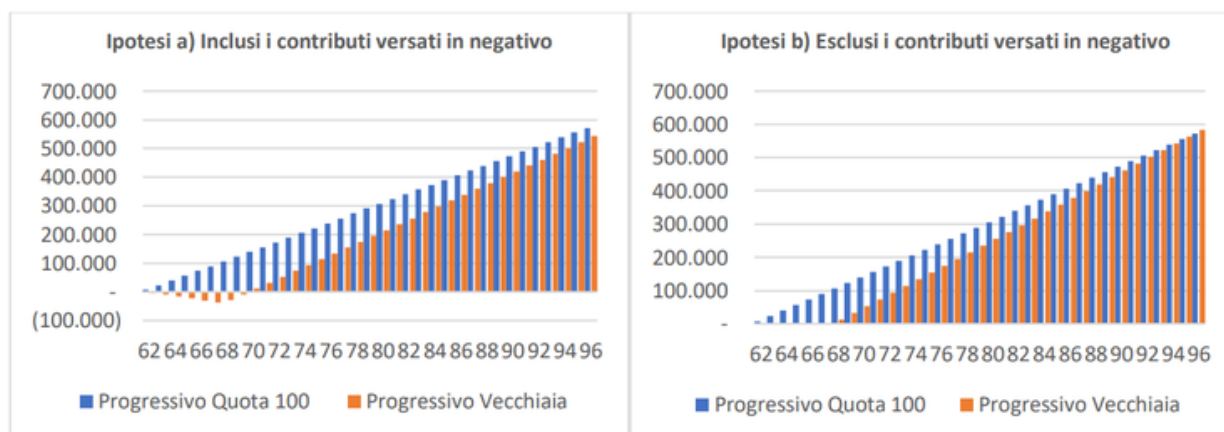 Ipotesi a) Inclusi i contributi versati in negativo
700.000
600.000
500.000
400.000
300.000
200.000
100.000
-
(100.000)
62 64 66 68 70 72 74 76 78 80 82 84 86 88 90 92 94 96
Progressivo Quota 100 Progressivo Vecchiaia
Ipotesi b) Esclusi i contributi versati in negativo
700.000
600.000
500.000
400.000
300.000
200.000
100.000
-
62 64 66 68 70 72 74 76 78 80 82 84 86 88 90 92 94 96
Progressivo Quota 100 Progressivo Vecchiaia